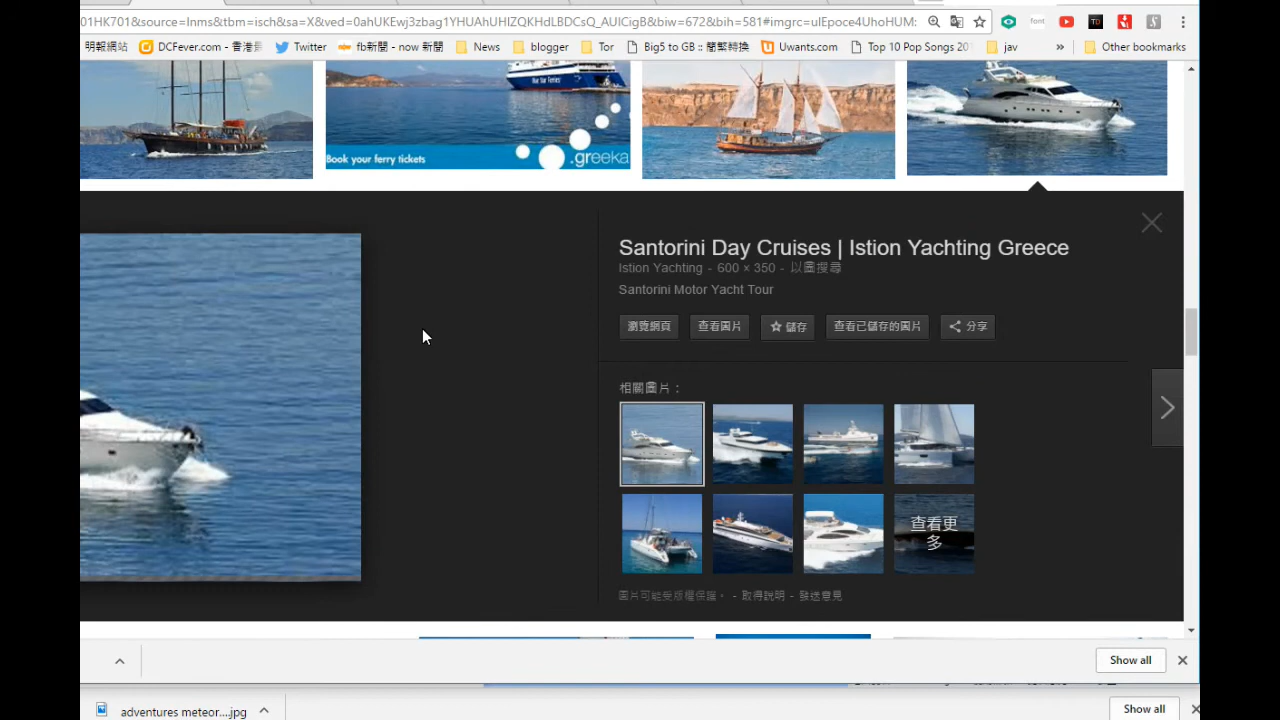 01HK701&source=lnms&tbm=isch&sa=X&ved=0ahUKEwj3zbag1YHUAhUHIZQKHdLBDCsQ_AUICigB&biw=672&bih=581#imgrc=ulEpoce4UhoHUM:
明報網站 DCFever.com - 香港 Twitter fb新聞 - now 新聞 News blogger Tor Big5 to GB :: 簡繁轉換 Uwants.com Top 10 Pop Songs 201 jav » Other bookmarks
Blue Star Ferries
Book your ferry tickets
.greeka
Santorini Day Cruises | Istion Yachting Greece
Istion Yachting - 600 × 350 - 以圖搜尋
Santorini Motor Yacht Tour
瀏覽網頁 查看圖片 儲存 查看已儲存的圖片 分享
相關圖片：
查看更
多
圖片可能受版權保護。 - 取得說明 - 發送意見
Show all
adventures meteor....jpg
Show all